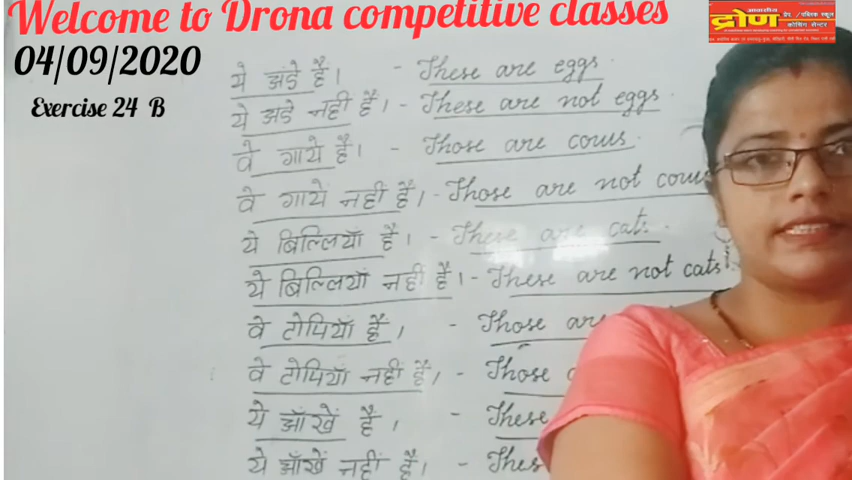 Welcome to Drona competitive classes
04/09/2020
Exercise 24 B
द्रोण
ये अंडे हैं। - These are eggs.
ये अंडे नहीं हैं। - These are not eggs.
वे गायें हैं। - Those are cows.
वे गायें नहीं हैं। - Those are not cows
ये बिल्लियाँ हैं। - These are cats.
ये बिल्लियाँ नहीं हैं। - These are not cats.
वे टोपियाँ हैं। - Those are
वे टोपियाँ नहीं हैं। - Those
ये आँखें हैं। - These
ये आँखें नहीं हैं। - Thes